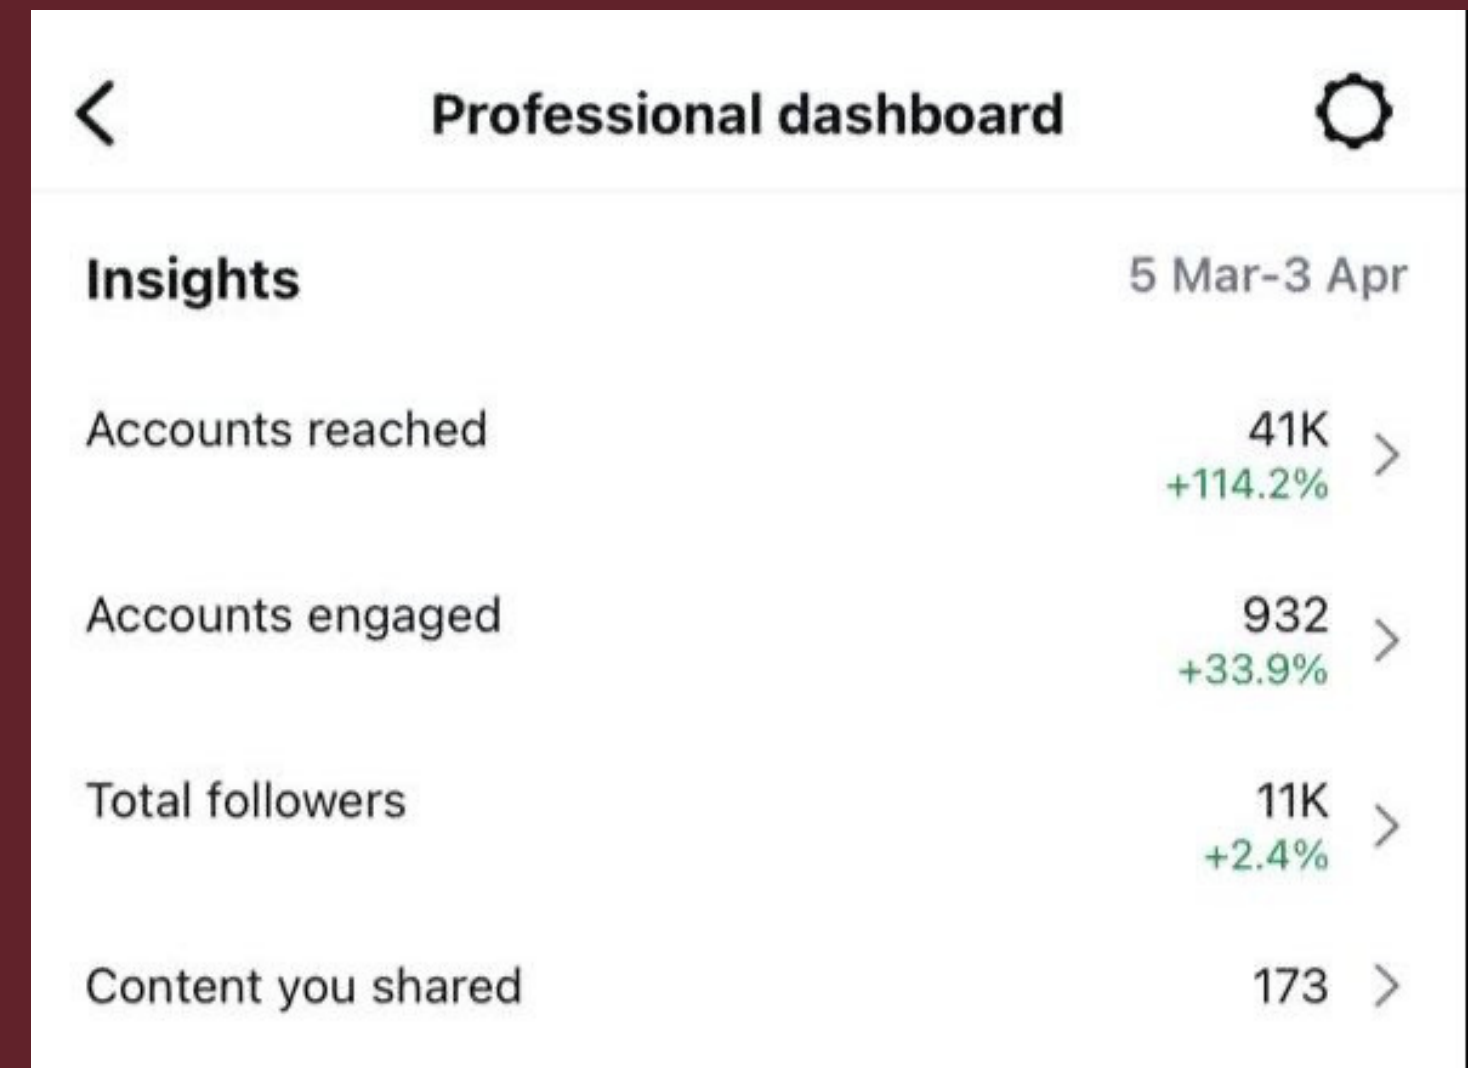 Professional dashboard
Insights 5 Mar-3 Apr
Accounts reached 41K
+114.2%
Accounts engaged 932
+33.9%
Total followers 11K
+2.4%
Content you shared 173